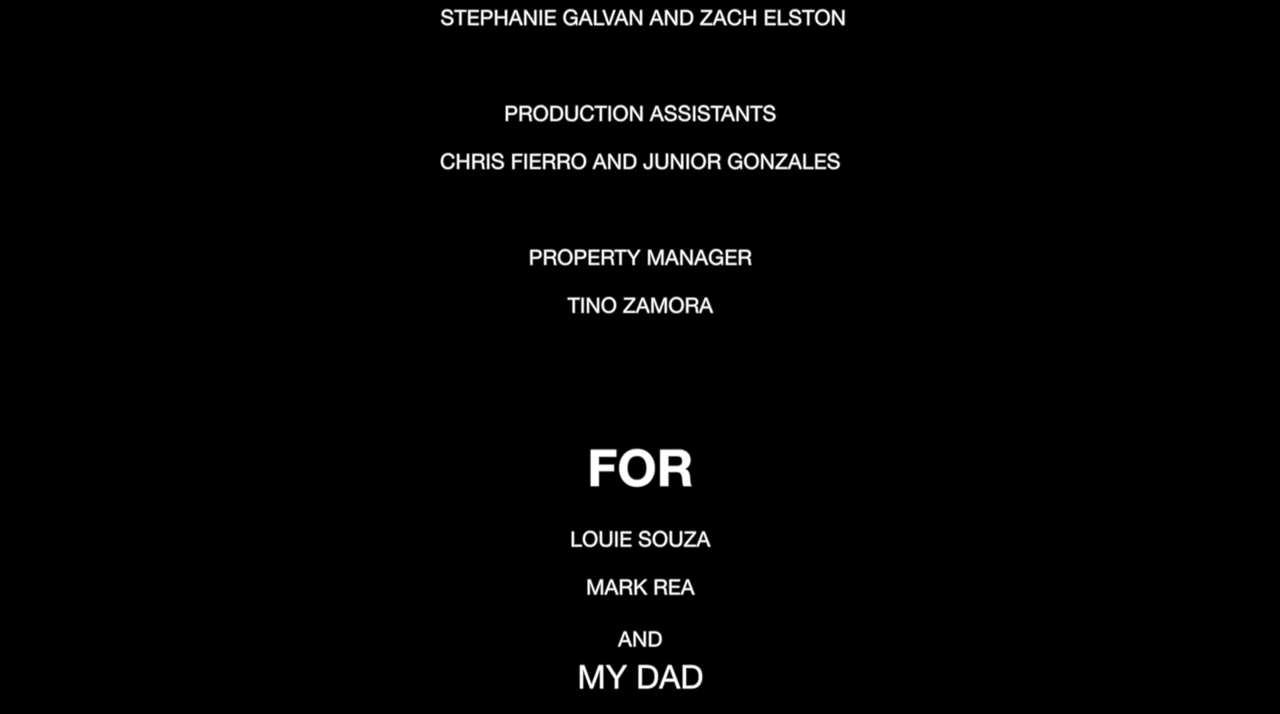 STEPHANIE GALVAN AND ZACH ELSTON
PRODUCTION ASSISTANTS
CHRIS FIERRO AND JUNIOR GONZALES
PROPERTY MANAGER
TINO ZAMORA
FOR
LOUIE SOUZA
MARK REA
AND
MY DAD